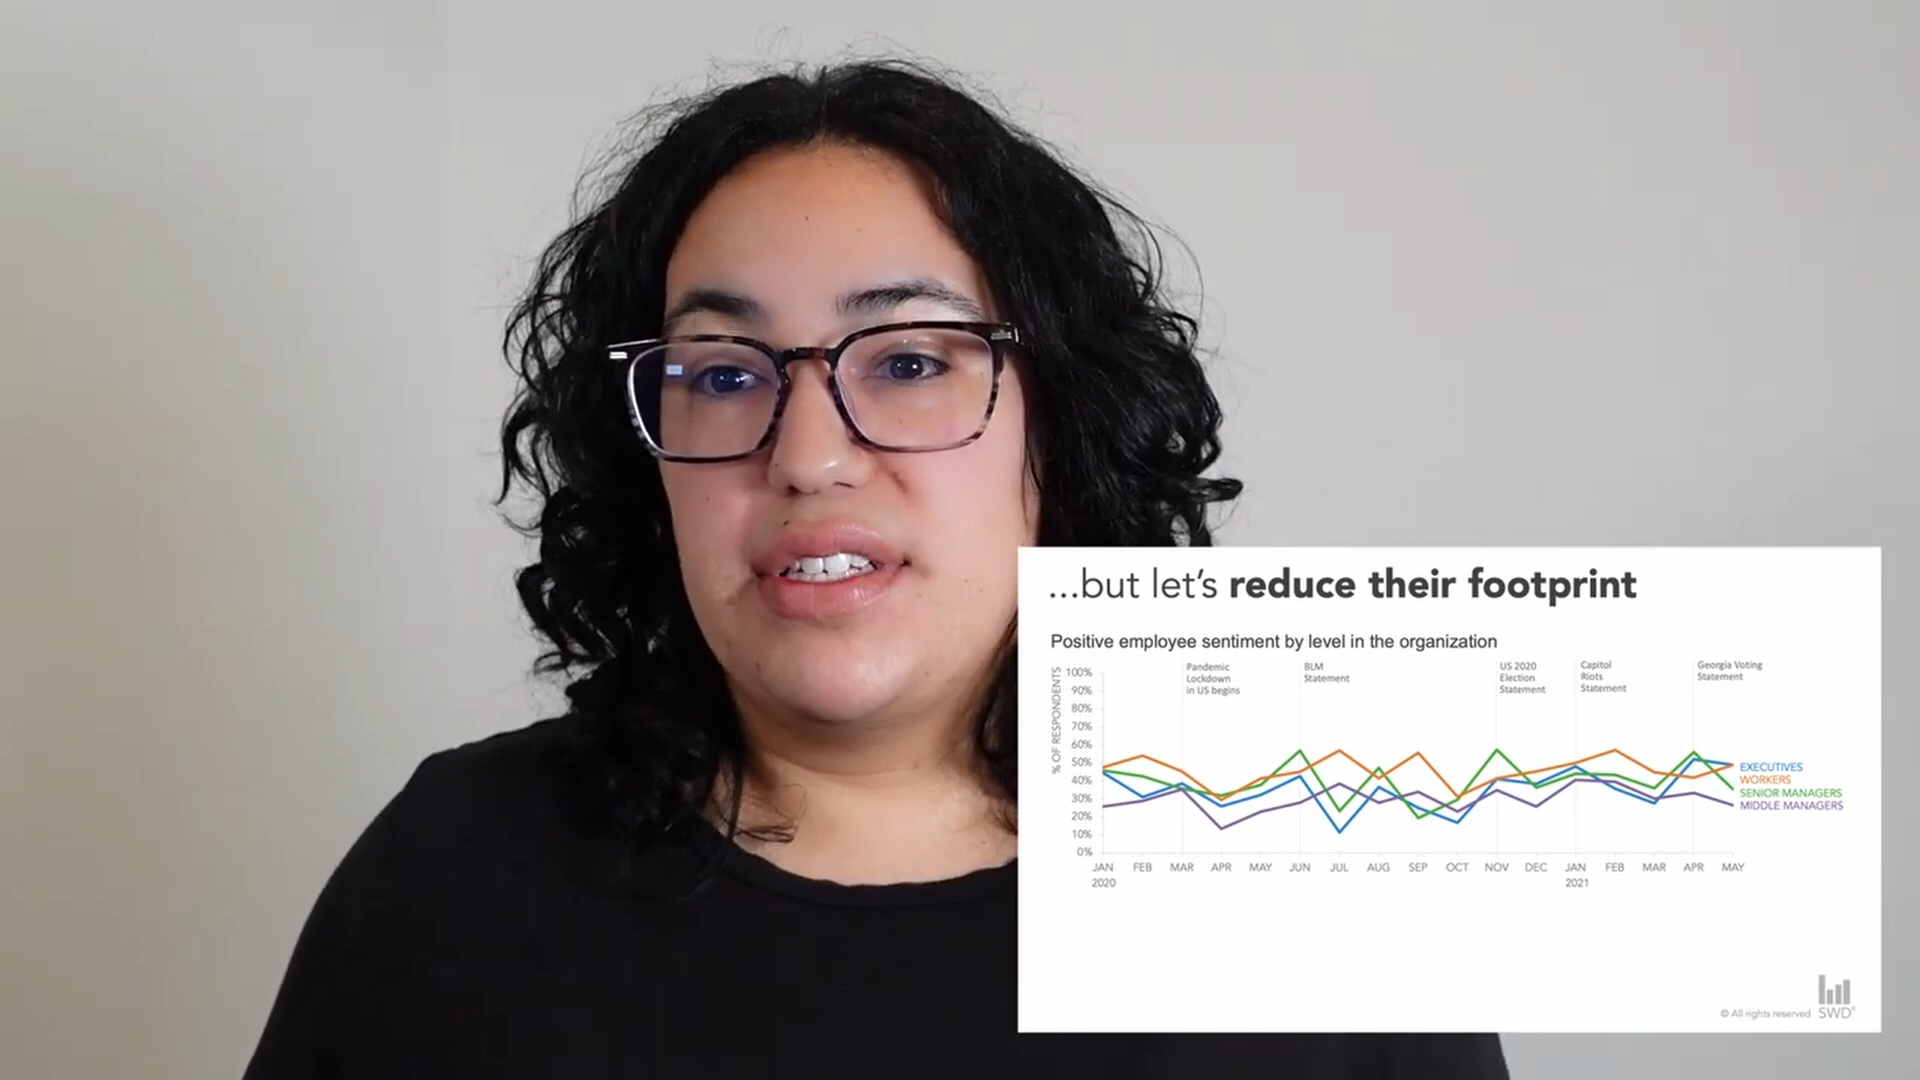 ...but let's reduce their footprint
Positive employee sentiment by level in the organization
% OF RESPONDENTS
100%
90%
80%
70%
60%
50%
40%
30%
20%
10%
0%
Pandemic
Lockdown
in US begins
BLM
Statement
US 2020
Election
Statement
Capitol
Riots
Statement
Georgia Voting
Statement
EXECUTIVES
WORKERS
SENIOR MANAGERS
MIDDLE MANAGERS
JAN FEB MAR APR MAY JUN JUL AUG SEP OCT NOV DEC JAN FEB MAR APR MAY
2020 2021
© All rights reserved
SWD®